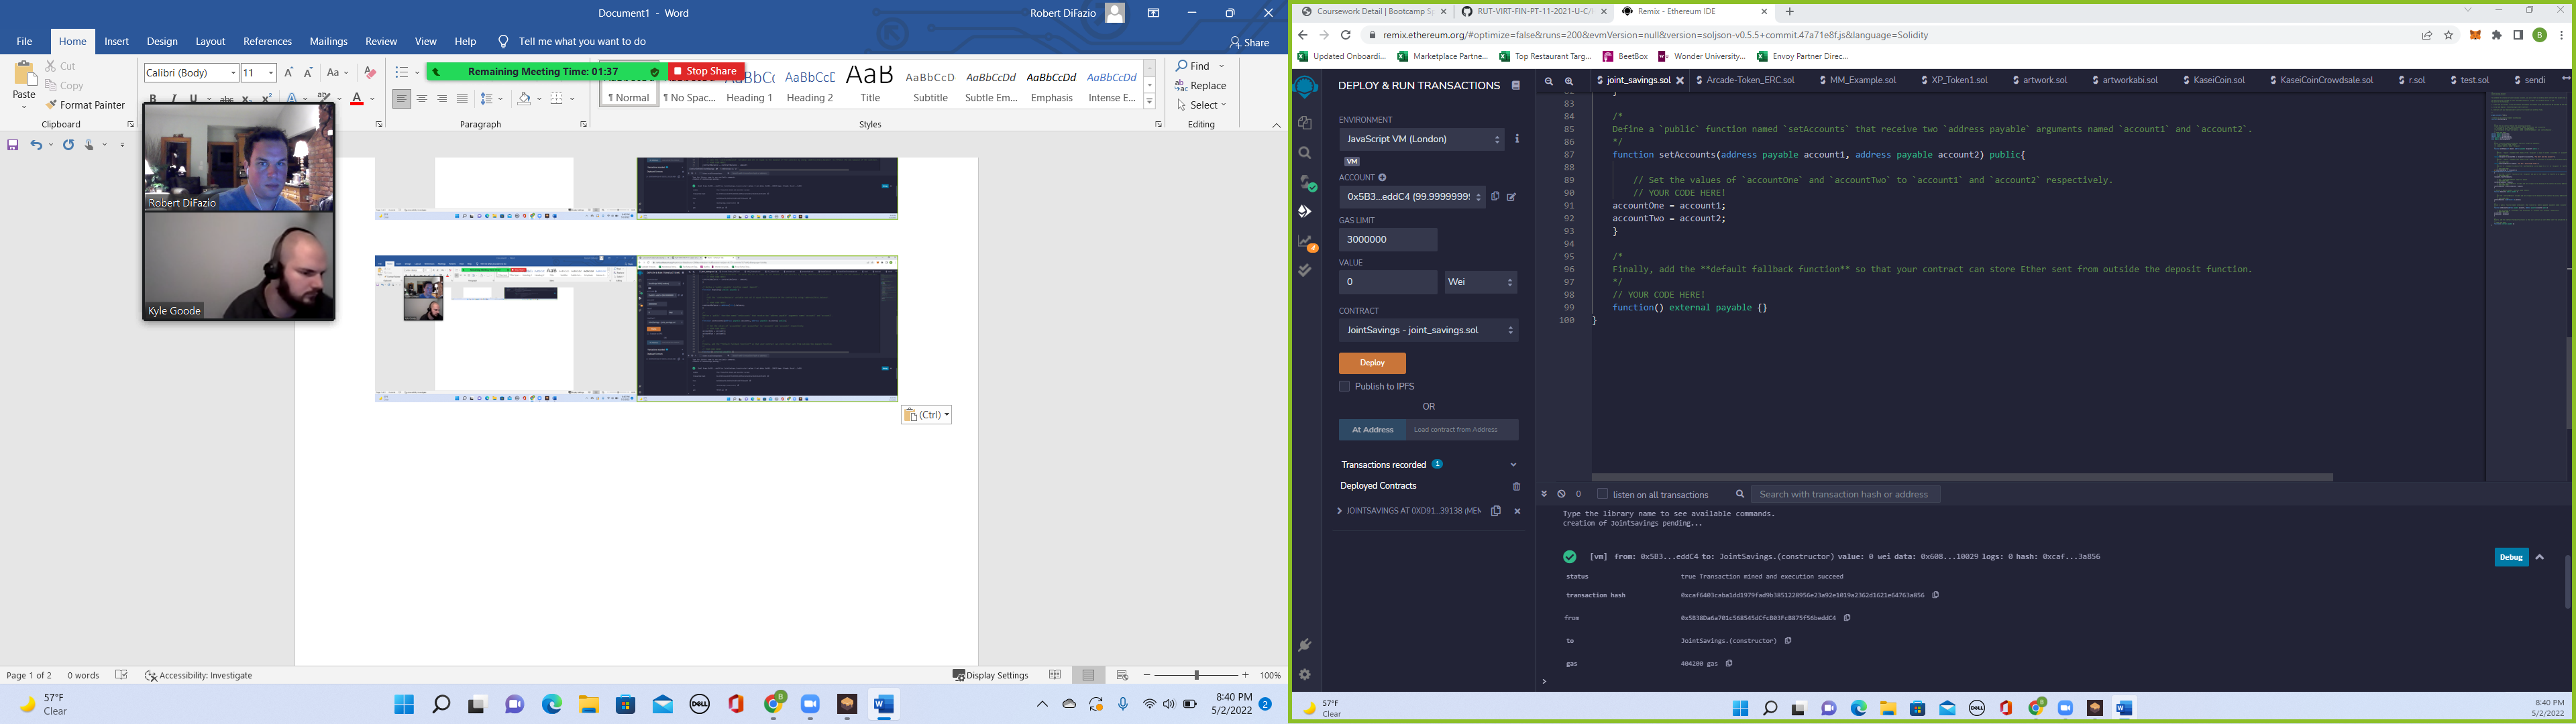 Document1 - Word
Robert DiFazio
File Home Insert Design Layout References Mailings Review View Help Tell me what you want to do
Share
Cut
Copy
Paste
Format Painter
Clipboard
Calibri (Body) 11
Remaining Meeting Time: 01:37
Stop Share
Paragraph
¶ Normal
¶ No Spac...
Heading 1
Heading 2
Title
Subtitle
Subtle Em...
Emphasis
Intense E...
Styles
Find
Replace
Select
Editing
Robert DiFazio
Kyle Goode
(Ctrl)
Page 1 of 2 0 words Accessibility: Investigate
Display Settings
100%
57°F
Clear
8:40 PM
5/2/2022
2
Coursework Detail | Bootcamp Sp
RUT-VIRT-FIN-PT-11-2021-U-C/
Remix - Ethereum IDE
remix.ethereum.org/#optimize=false&runs=200&evmVersion=null&version=soljson-v0.5.5+commit.47a71e8f.js&language=Solidity
Updated Onboardi...
Marketplace Partne...
Top Restaurant Targ...
BeetBox
Wonder University...
Envoy Partner Direc...
DEPLOY & RUN TRANSACTIONS
ENVIRONMENT
JavaScript VM (London)
VM
ACCOUNT
0x5B3...eddC4 (99.99999999
GAS LIMIT
3000000
VALUE
0
Wei
CONTRACT
JointSavings - joint_savings.sol
Deploy
Publish to IPFS
OR
At Address
Load contract from Address
Transactions recorded 1
Deployed Contracts
JOINTSAVINGS AT 0XD91...39138 (MEM
joint_savings.sol
Arcade-Token_ERC.sol
MM_Example.sol
XP_Token1.sol
artwork.sol
artworkabi.sol
KaseiCoin.sol
KaseiCoinCrowdsale.sol
r.sol
test.sol
sendi
83
84 /*
85 Define a `public` function named `setAccounts` that receive two `address payable` arguments named `account1` and `account2`.
86 */
87 function setAccounts(address payable account1, address payable account2) public{
88
89 // Set the values of `accountOne` and `accountTwo` to `account1` and `account2` respectively.
90 // YOUR CODE HERE!
91 accountOne = account1;
92 accountTwo = account2;
93 }
94
95 /*
96 Finally, add the **default fallback function** so that your contract can store Ether sent from outside the deposit function.
97 */
98 // YOUR CODE HERE!
99 function() external payable {}
100 }
0
listen on all transactions
Search with transaction hash or address
Type the library name to see available commands.
creation of JointSavings pending...
[vm] from: 0x5B3...eddC4 to: JointSavings.(constructor) value: 0 wei data: 0x608...10029 logs: 0 hash: 0xcaf...3a856
Debug
status true Transaction mined and execution succeed
transaction hash 0xcaf6403caba1dd1979fad9b3851228956e23a92e1019a2362d1621e64763a856
from 0x5B38Da6a701c568545dCfcB03FcB875f56beddC4
to JointSavings.(constructor)
gas 404200 gas
57°F
Clear
8:40 PM
5/2/2022